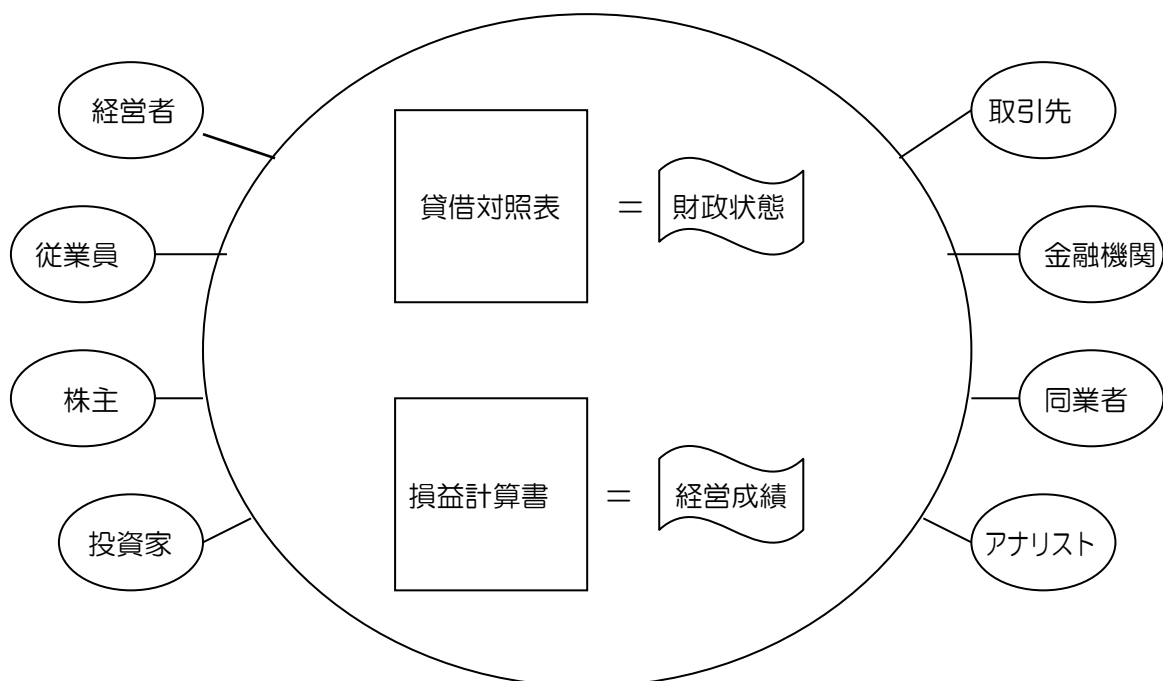 経営者
取引先
貸借対照表 = 財政状態
従業員
金融機関
株主
同業者
損益計算書 = 経営成績
投資家
アナリスト